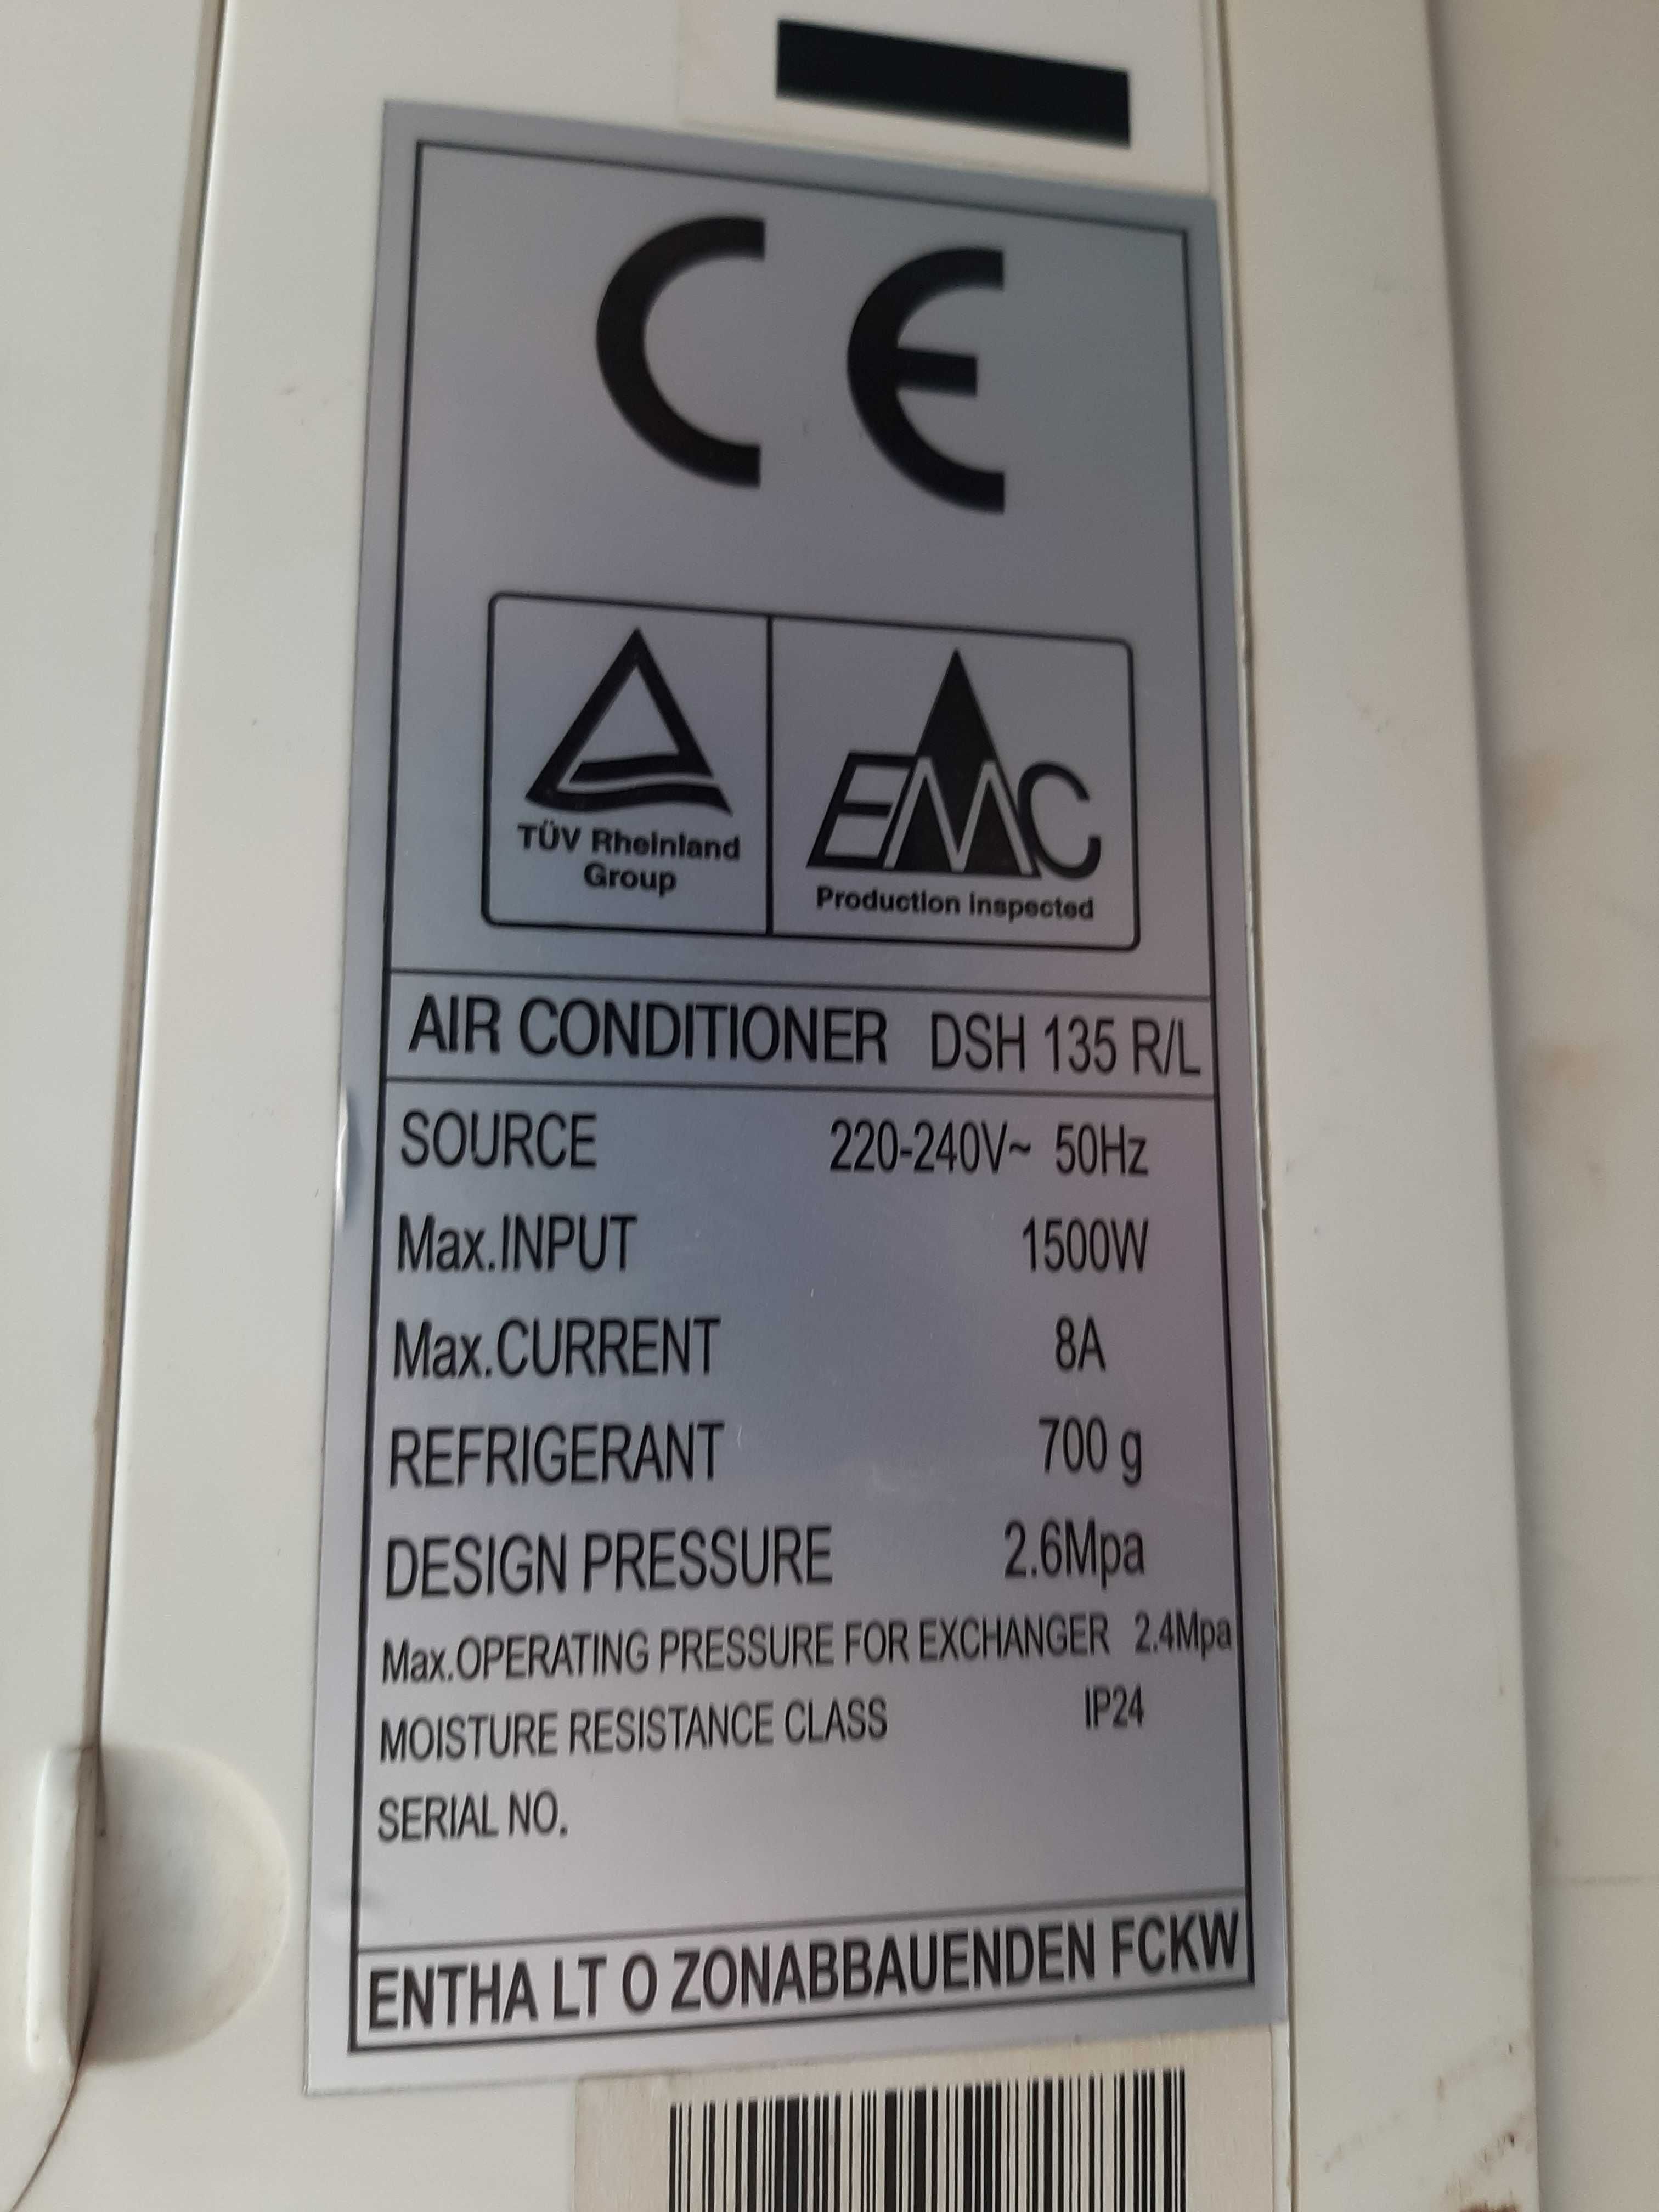 CE
TÜV Rheinland
Group
EMC
Production inspected
AIR CONDITIONER DSH 135 R/L
SOURCE 220-240V~ 50Hz
Max.INPUT 1500W
Max.CURRENT 8A
REFRIGERANT 700 g
DESIGN PRESSURE 2.6Mpa
Max.OPERATING PRESSURE FOR EXCHANGER 2.4Mpa
MOISTURE RESISTANCE CLASS IP24
SERIAL NO.
ENTHA LT O ZONABBAUENDEN FCKW